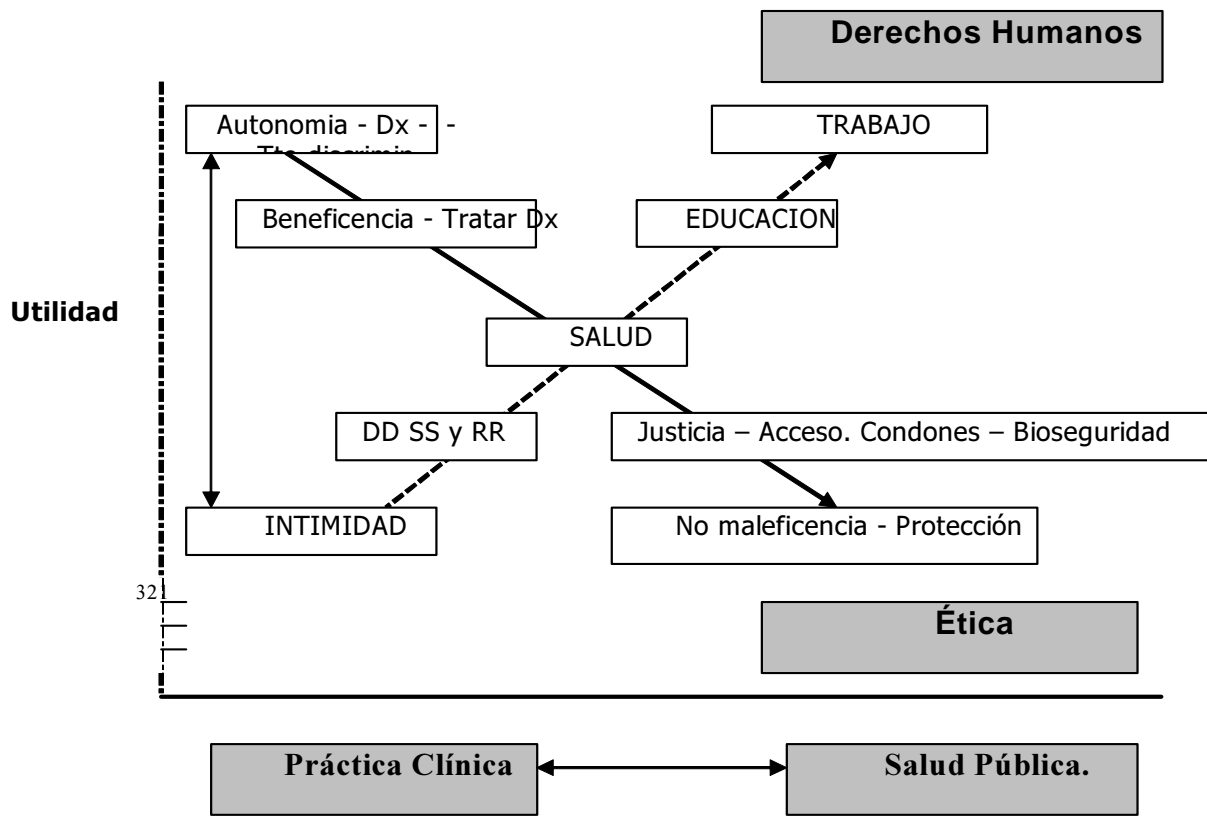 Derechos Humanos
Autonomia - Dx - -
TRABAJO
Beneficencia - Tratar Dx
EDUCACION
Utilidad
SALUD
DD SS y RR
Justicia – Acceso. Condones – Bioseguridad
INTIMIDAD
No maleficencia - Protección
321
Ética
Práctica Clínica
Salud Pública.